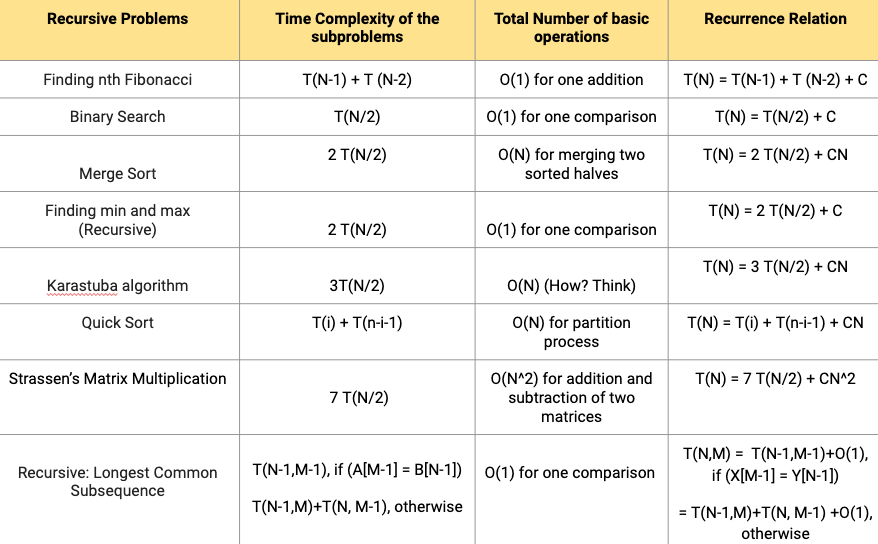 Recursive Problems
Time Complexity of the
subproblems
Total Number of basic
operations
Recurrence Relation
Finding nth Fibonacci
T(N-1) + T (N-2)
O(1) for one addition
T(N) = T(N-1) + T (N-2) + C
Binary Search
T(N/2)
O(1) for one comparison
T(N) = T(N/2) + C
Merge Sort
2 T(N/2)
O(N) for merging two
sorted halves
T(N) = 2 T(N/2) + CN
Finding min and max
(Recursive)
2 T(N/2)
O(1) for one comparison
T(N) = 2 T(N/2) + C
Karastuba algorithm
3T(N/2)
O(N) (How? Think)
T(N) = 3 T(N/2) + CN
Quick Sort
T(i) + T(n-i-1)
O(N) for partition
process
T(N) = T(i) + T(n-i-1) + CN
Strassen's Matrix Multiplication
7 T(N/2)
O(N^2) for addition and
subtraction of two
matrices
T(N) = 7 T(N/2) + CN^2
Recursive: Longest Common
Subsequence
T(N-1,M-1), if (A[M-1] = B[N-1])
T(N-1,M)+T(N, M-1), otherwise
O(1) for one comparison
T(N,M) = T(N-1,M-1)+O(1),
if (X[M-1] = Y[N-1])
= T(N-1,M)+T(N, M-1) +O(1),
otherwise